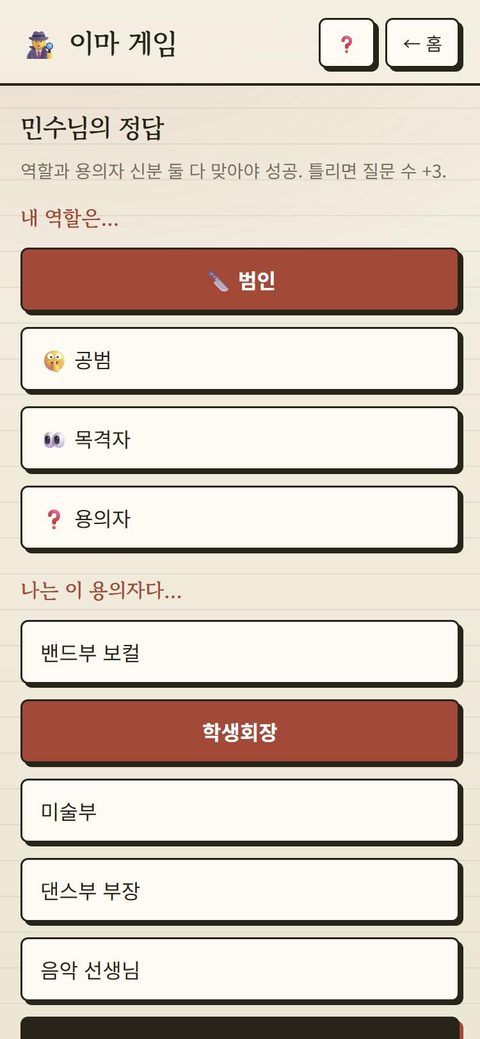 이마 게임
← 홈
민수님의 정답
역할과 용의자 신분 둘 다 맞아야 성공. 틀리면 질문 수 +3.
내 역할은...
범인
공범
목격자
용의자
나는 이 용의자다...
밴드부 보컬
학생회장
미술부
댄스부 부장
음악 선생님